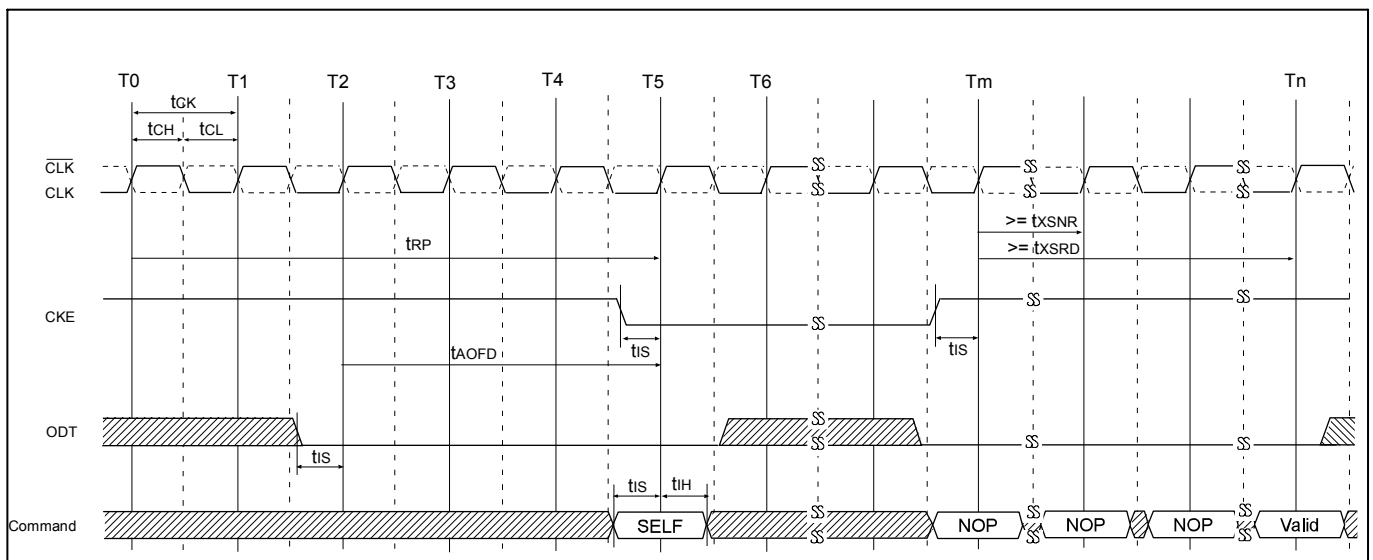 T0 T1 T2 T3 T4 T5 T6 Tm Tn
tCK
tCH tCL
CLK
CLK
>= tXSNR
tRP >= tXSRD
CKE
tIS tIS
tAOFD
ODT
tIS
tIS tIH
Command SELF NOP NOP NOP Valid